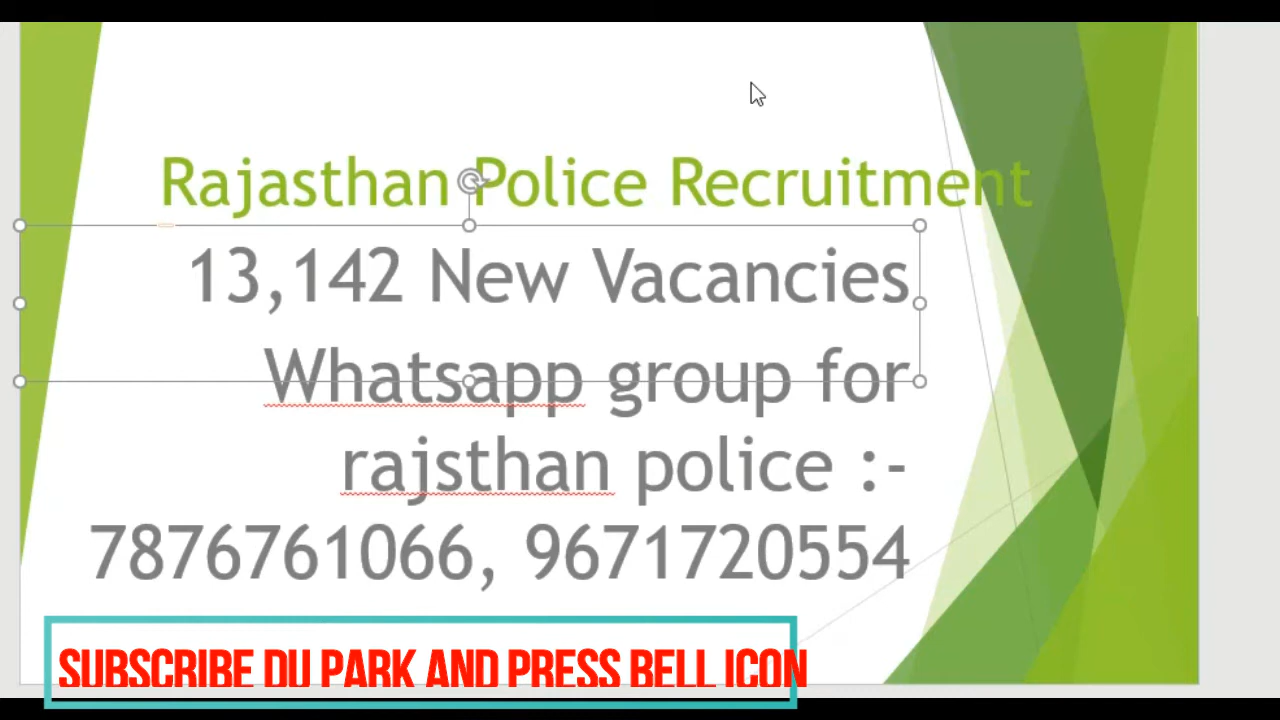 Rajasthan Police Recruitment
13,142 New Vacancies
Whatsapp group for
rajsthan police :-
7876761066, 9671720554
SUBSCRIBE DU PARK AND PRESS BELL ICON